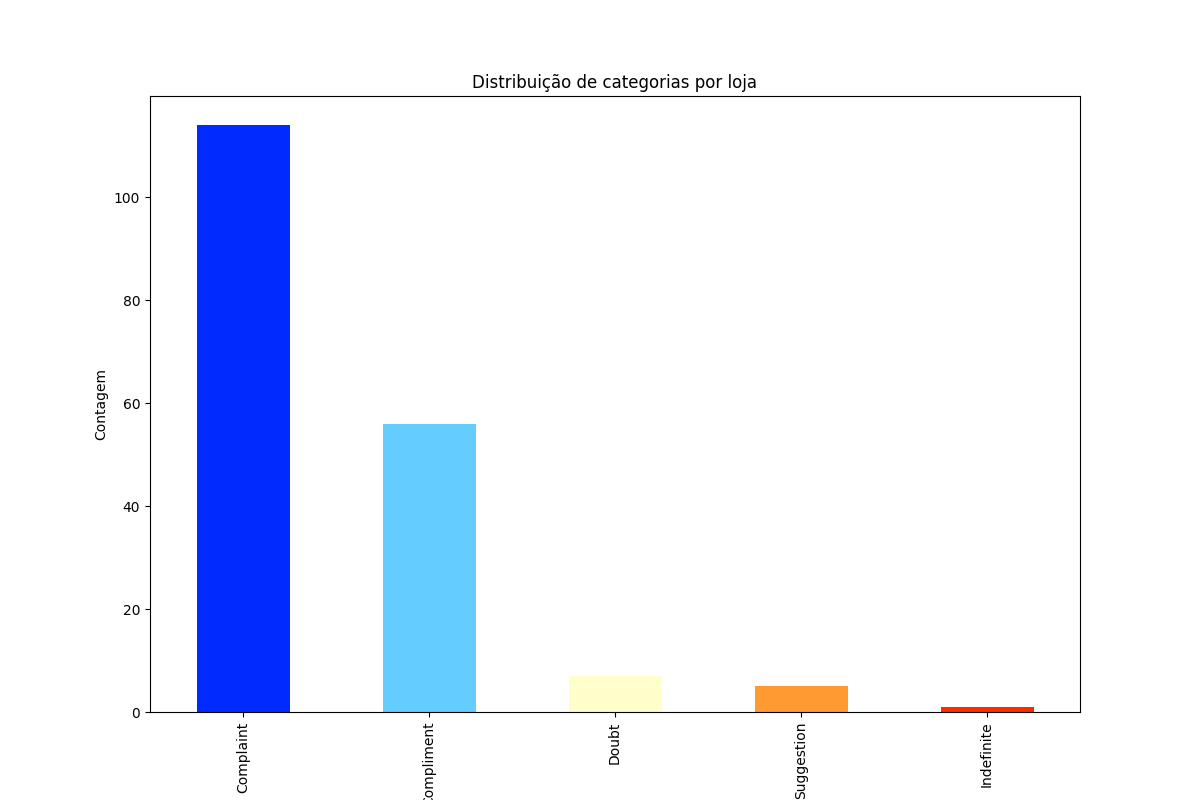 Distribuição de categorias por loja
Contagem
100
80
60
40
20
0
Complaint
Compliment
Doubt
Suggestion
Indefinite